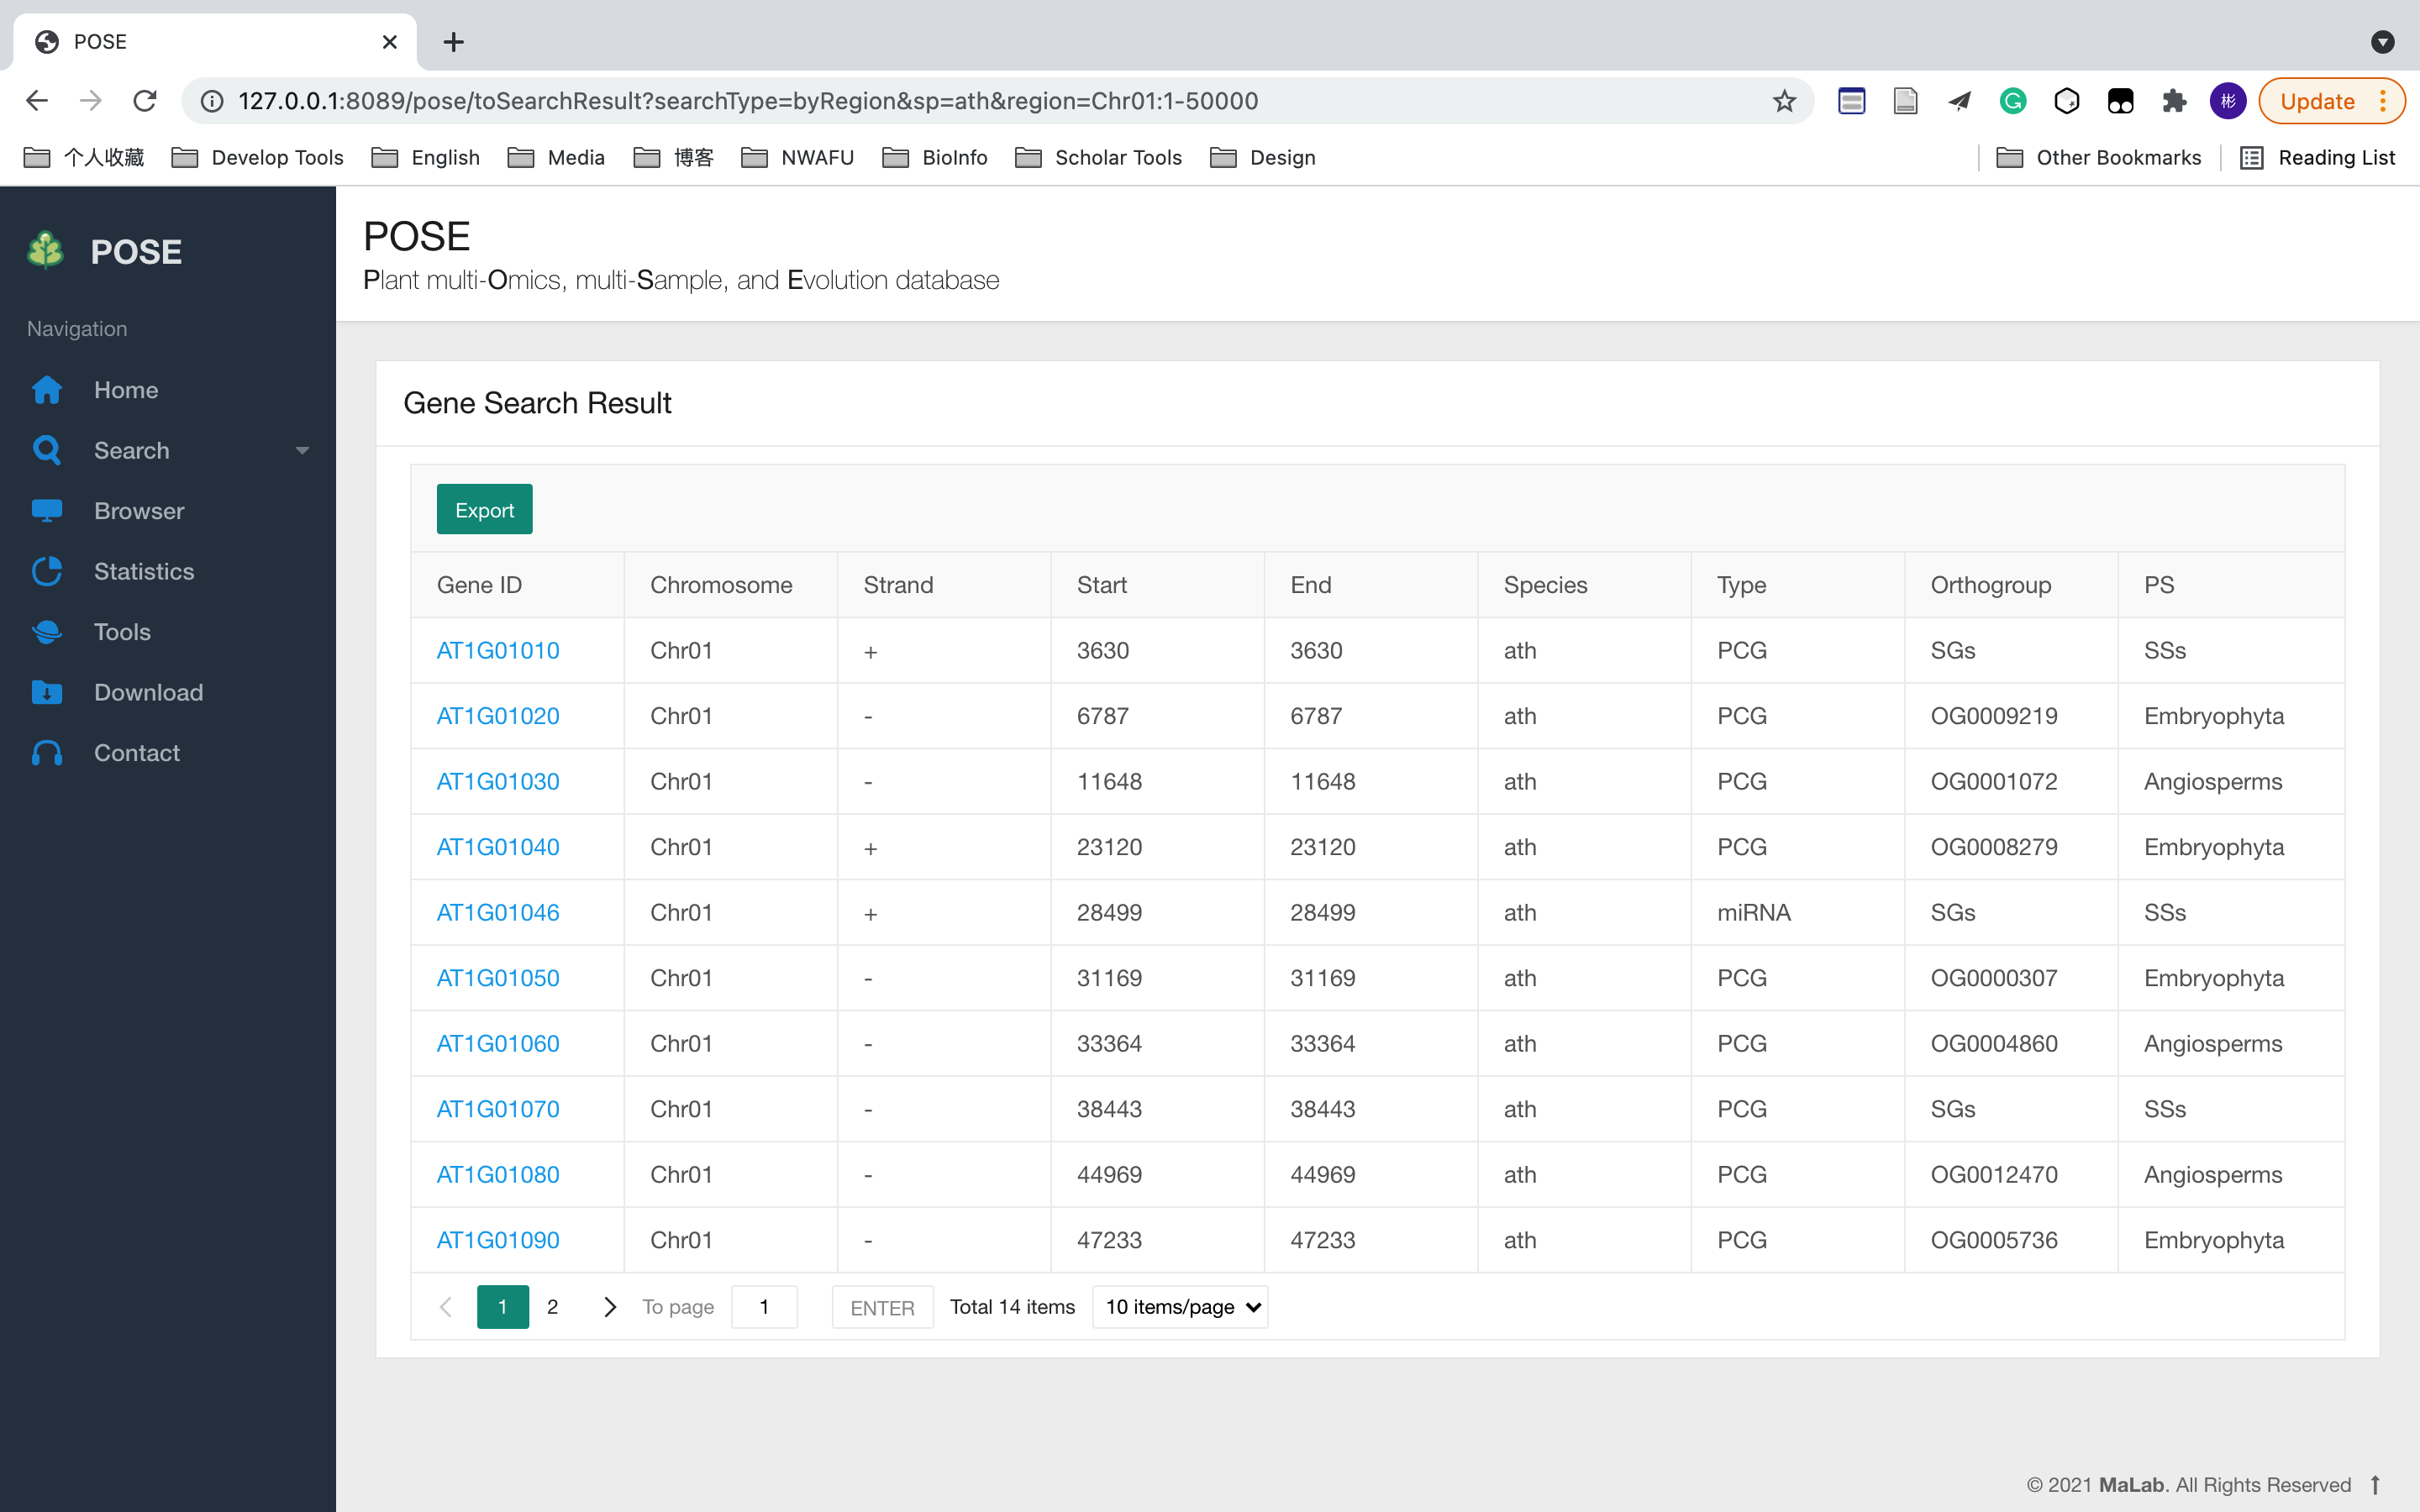 POSE
127.0.0.1:8089/pose/toSearchResult?searchType=byRegion&sp=ath&region=Chr01:1-50000
彬
Update
个人收藏 Develop Tools English Media 博客 NWAFU BioInfo Scholar Tools Design Other Bookmarks Reading List
POSE
Navigation
Home
Search
Browser
Statistics
Tools
Download
Contact
POSE
Plant multi-Omics, multi-Sample, and Evolution database
Gene Search Result
Export
Gene ID Chromosome Strand Start End Species Type Orthogroup PS
AT1G01010 Chr01 + 3630 3630 ath PCG SGs SSs
AT1G01020 Chr01 - 6787 6787 ath PCG OG0009219 Embryophyta
AT1G01030 Chr01 - 11648 11648 ath PCG OG0001072 Angiosperms
AT1G01040 Chr01 + 23120 23120 ath PCG OG0008279 Embryophyta
AT1G01046 Chr01 + 28499 28499 ath miRNA SGs SSs
AT1G01050 Chr01 - 31169 31169 ath PCG OG0000307 Embryophyta
AT1G01060 Chr01 - 33364 33364 ath PCG OG0004860 Angiosperms
AT1G01070 Chr01 - 38443 38443 ath PCG SGs SSs
AT1G01080 Chr01 - 44969 44969 ath PCG OG0012470 Angiosperms
AT1G01090 Chr01 - 47233 47233 ath PCG OG0005736 Embryophyta
1 2 To page 1 ENTER Total 14 items 10 items/page
© 2021 MaLab. All Rights Reserved